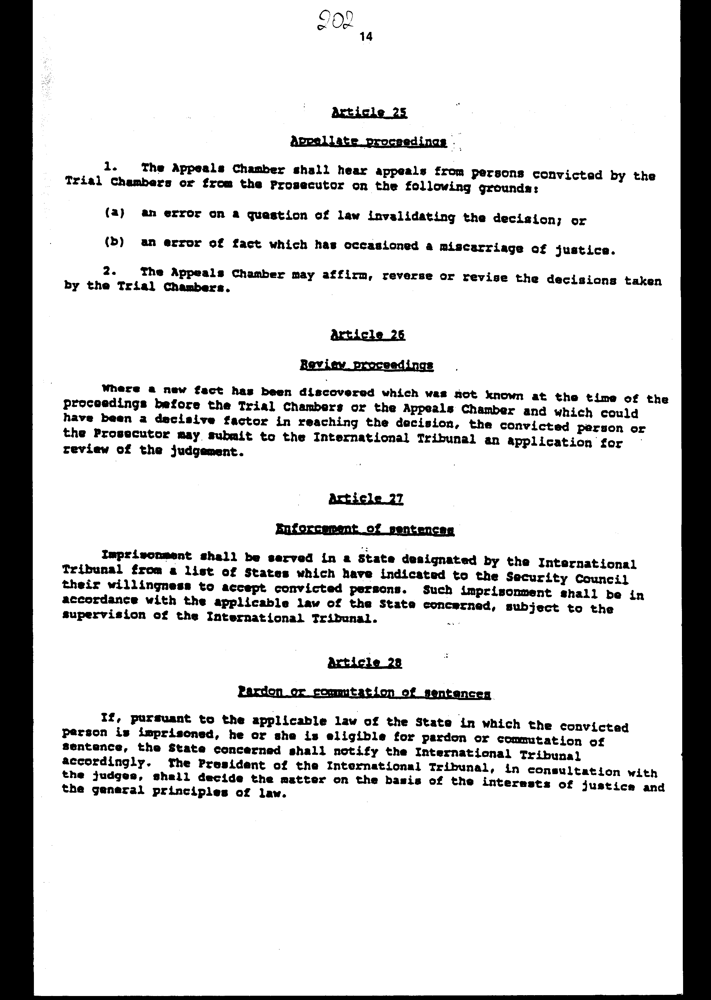 202
14
Article 25
Appellate proceedings
1. The Appeals Chamber shall hear appeals from persons convicted by the
Trial Chambers or from the Prosecutor on the following grounds:
(a) an error on a question of law invalidating the decision; or
(b) an error of fact which has occasioned a miscarriage of justice.
2. The Appeals Chamber may affirm, reverse or revise the decisions taken
by the Trial Chambers.
Article 26
Review proceedings
Where a new fact has been discovered which was not known at the time of the
proceedings before the Trial Chambers or the Appeals Chamber and which could
have been a decisive factor in reaching the decision, the convicted person or
the Prosecutor may submit to the International Tribunal an application for
review of the judgement.
Article 27
Enforcement of sentences
Imprisonment shall be served in a State designated by the International
Tribunal from a list of States which have indicated to the Security Council
their willingness to accept convicted persons. Such imprisonment shall be in
accordance with the applicable law of the State concerned, subject to the
supervision of the International Tribunal.
Article 28
Pardon or commutation of sentences
If, pursuant to the applicable law of the State in which the convicted
person is imprisoned, he or she is eligible for pardon or commutation of
sentence, the State concerned shall notify the International Tribunal
accordingly. The President of the International Tribunal, in consultation with
the judges, shall decide the matter on the basis of the interests of justice and
the general principles of law.